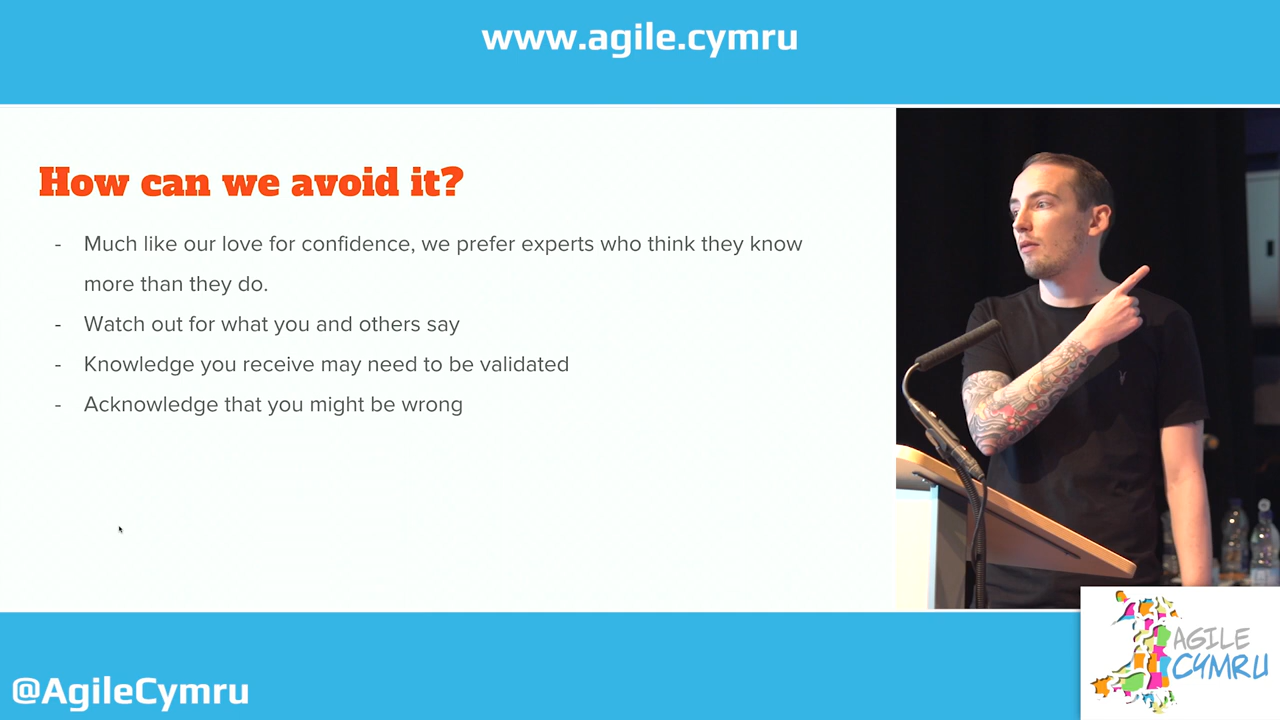 www.agile.cymru
How can we avoid it?
- Much like our love for confidence, we prefer experts who think they know
more than they do.
- Watch out for what you and others say
- Knowledge you receive may need to be validated
- Acknowledge that you might be wrong
AGILE
CYMRU
@AgileCymru